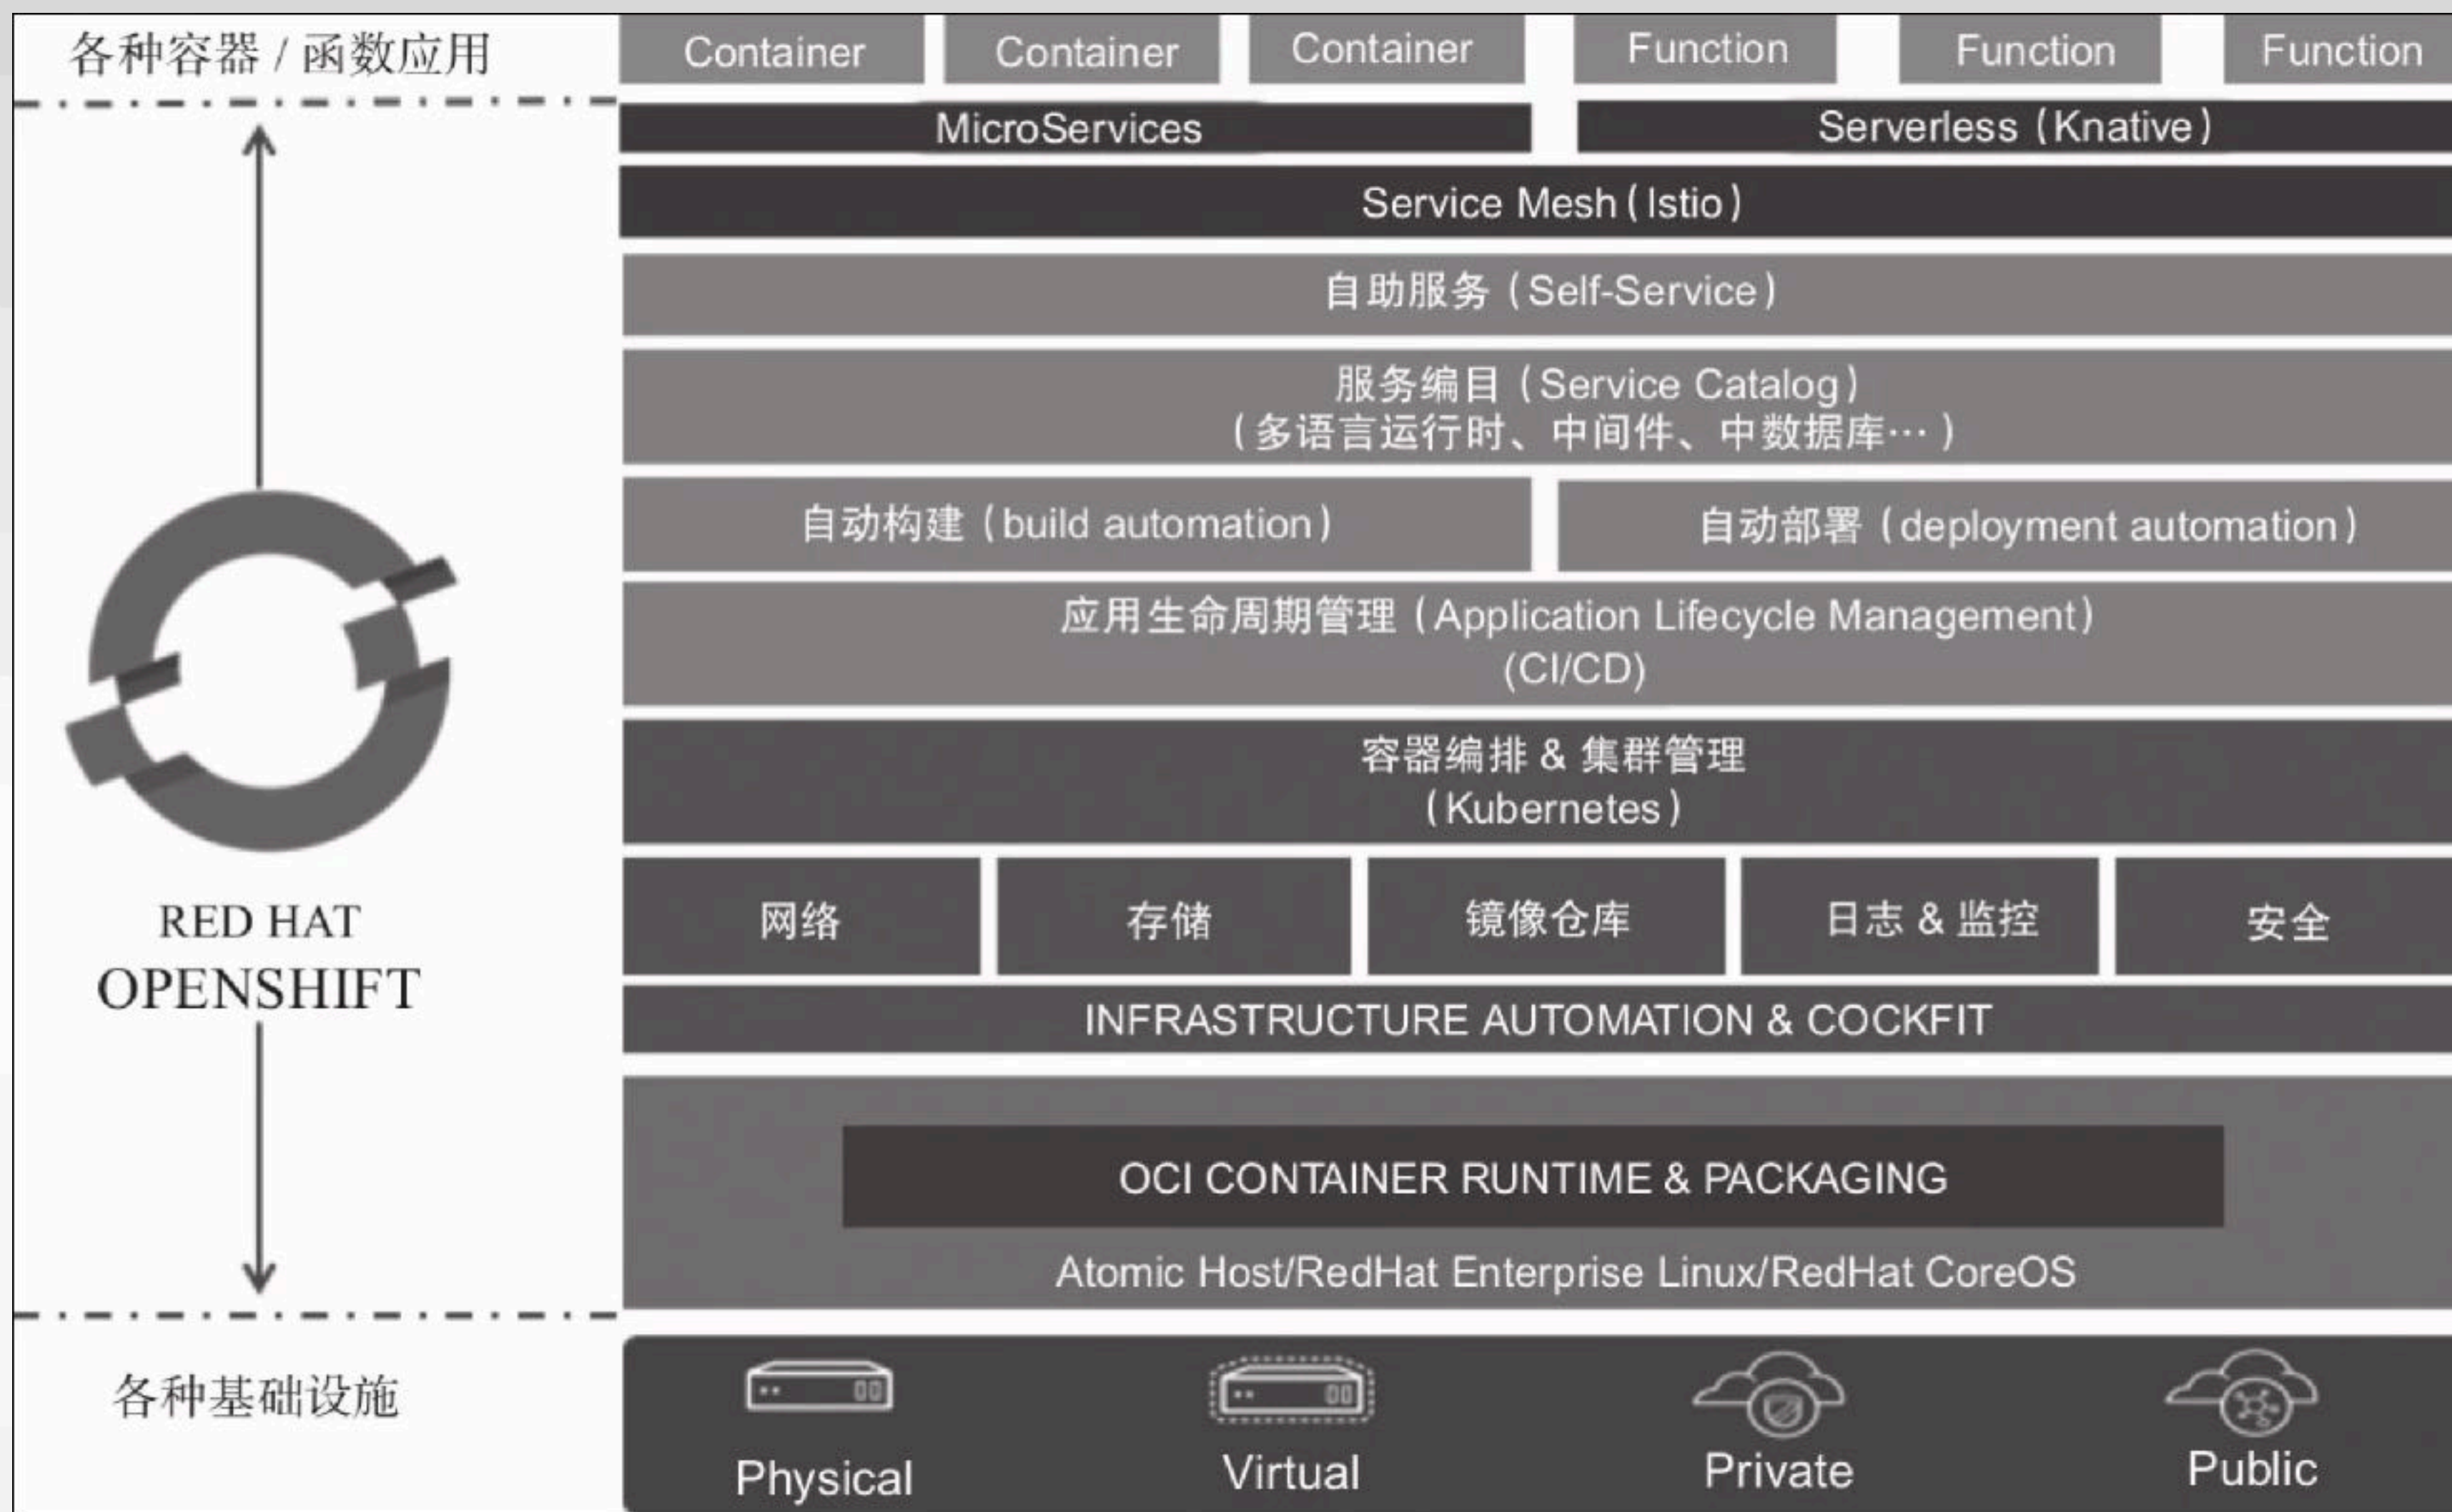 各种容器 / 函数应用
Container Container Container Function Function Function
MicroServices Serverless (Knative)
Service Mesh (Istio)
自助服务 (Self-Service)
服务编目 (Service Catalog)
(多语言运行时、中间件、中数据库… )
自动构建 (build automation) 自动部署 (deployment automation)
应用生命周期管理 (Application Lifecycle Management)
(CI/CD)
容器编排 & 集群管理
(Kubernetes)
RED HAT
OPENSHIFT
网络 存储 镜像仓库 日志 & 监控 安全
INFRASTRUCTURE AUTOMATION & COCKFIT
OCI CONTAINER RUNTIME & PACKAGING
Atomic Host/RedHat Enterprise Linux/RedHat CoreOS
各种基础设施
Physical Virtual Private Public